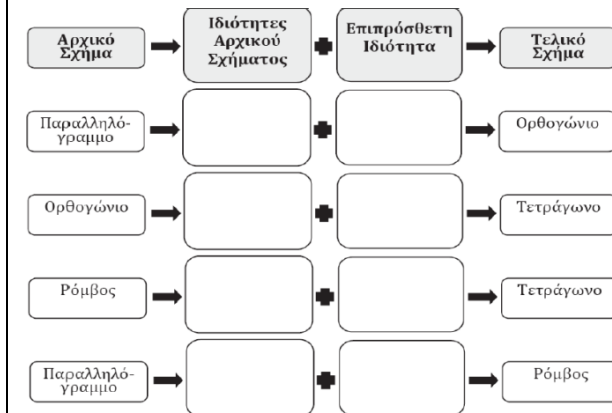 Αρχικό
Σχήμα
Ιδιότητες
Αρχικού
Σχήματος
Επιπρόσθετη
Ιδιότητα
Τελικό
Σχήμα
Παραλληλό-
γραμμο
Ορθογώνιο
Ορθογώνιο
Τετράγωνο
Ρόμβος
Τετράγωνο
Παραλληλό-
γραμμο
Ρόμβος